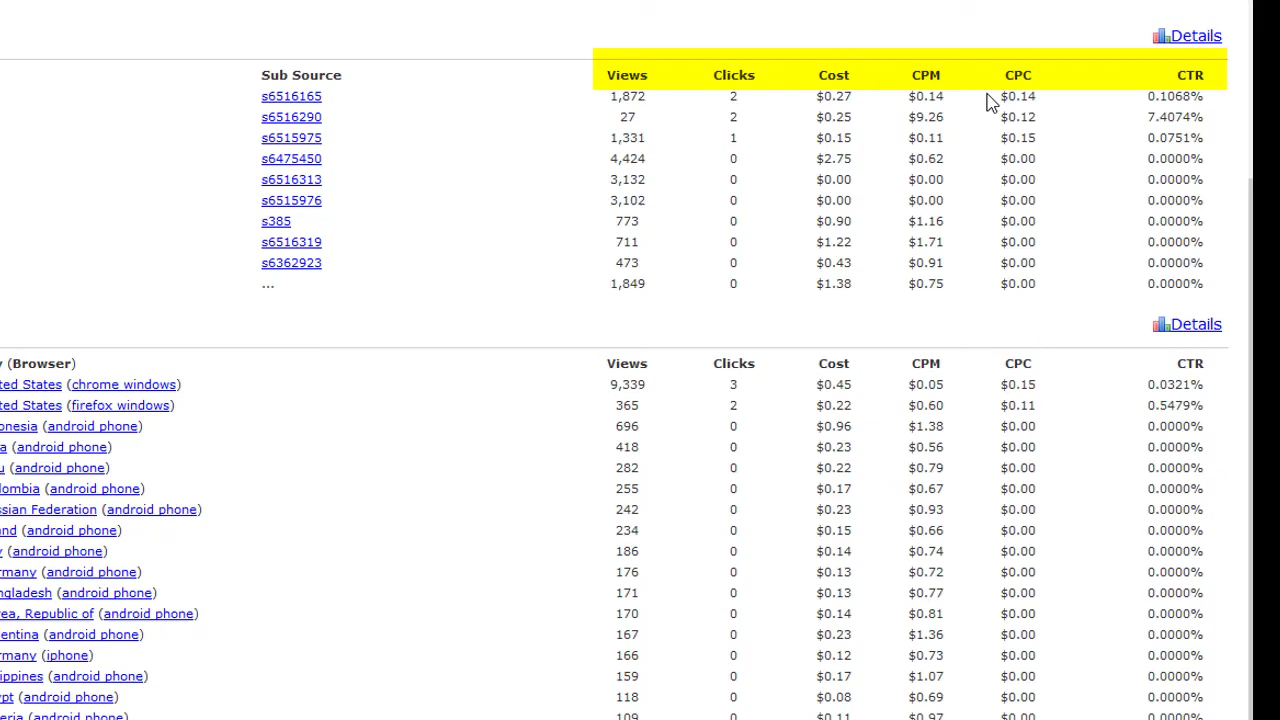 Details
Sub Source Views Clicks Cost CPM CPC CTR
s6516165 1,872 2 $0.27 $0.14 $0.14 0.1068%
s6516290 27 2 $0.25 $9.26 $0.12 7.4074%
s6515975 1,331 1 $0.15 $0.11 $0.15 0.0751%
s6475450 4,424 0 $2.75 $0.62 $0.00 0.0000%
s6516313 3,132 0 $0.00 $0.00 $0.00 0.0000%
s6515976 3,102 0 $0.00 $0.00 $0.00 0.0000%
s385 773 0 $0.90 $1.16 $0.00 0.0000%
s6516319 711 0 $1.22 $1.71 $0.00 0.0000%
s6362923 473 0 $0.43 $0.91 $0.00 0.0000%
... 1,849 0 $1.38 $0.75 $0.00 0.0000%
Details
y (Browser) Views Clicks Cost CPM CPC CTR
ted States (chrome windows) 9,339 3 $0.45 $0.05 $0.15 0.0321%
ted States (firefox windows) 365 2 $0.22 $0.60 $0.11 0.5479%
onesia (android phone) 696 0 $0.96 $1.38 $0.00 0.0000%
a (android phone) 418 0 $0.23 $0.56 $0.00 0.0000%
u (android phone) 282 0 $0.22 $0.79 $0.00 0.0000%
lombia (android phone) 255 0 $0.17 $0.67 $0.00 0.0000%
ssian Federation (android phone) 242 0 $0.23 $0.93 $0.00 0.0000%
and (android phone) 234 0 $0.15 $0.66 $0.00 0.0000%
y (android phone) 186 0 $0.14 $0.74 $0.00 0.0000%
rmany (android phone) 176 0 $0.13 $0.72 $0.00 0.0000%
ngladesh (android phone) 171 0 $0.13 $0.77 $0.00 0.0000%
rea, Republic of (android phone) 170 0 $0.14 $0.81 $0.00 0.0000%
entina (android phone) 167 0 $0.23 $1.36 $0.00 0.0000%
rmany (iphone) 166 0 $0.12 $0.73 $0.00 0.0000%
ippines (android phone) 159 0 $0.17 $1.07 $0.00 0.0000%
ypt (android phone) 118 0 $0.08 $0.69 $0.00 0.0000%
eria (android phone) 109 0 $0.11 $0.97 $0.00 0.0000%